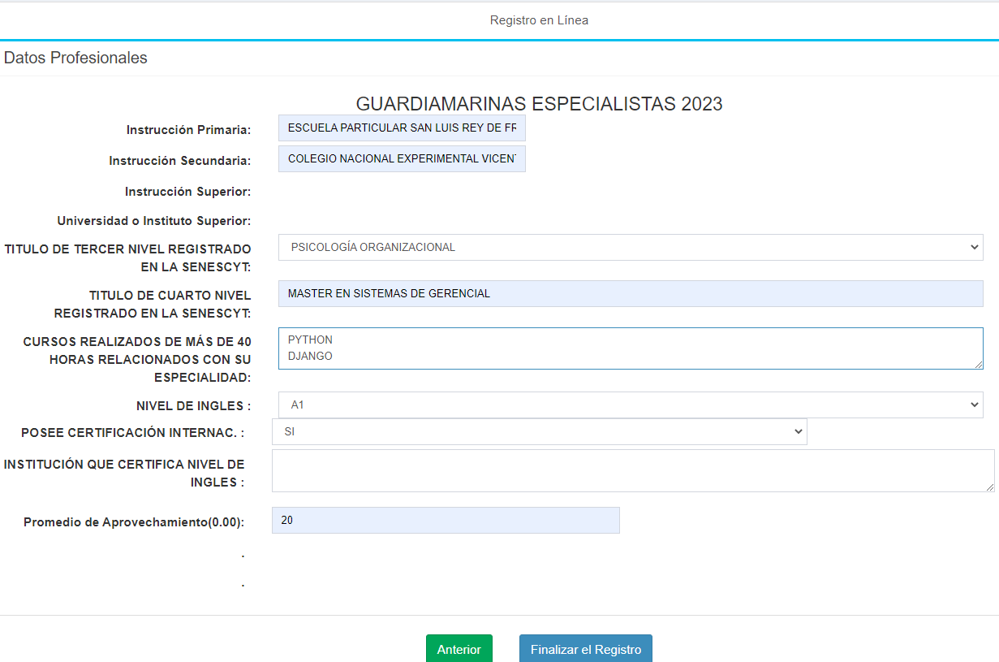 Registro en Línea
Datos Profesionales
GUARDIAMARINAS ESPECIALISTAS 2023
Instrucción Primaria: ESCUELA PARTICULAR SAN LUIS REY DE FR
Instrucción Secundaria: COLEGIO NACIONAL EXPERIMENTAL VICENT
Instrucción Superior:
Universidad o Instituto Superior:
TITULO DE TERCER NIVEL REGISTRADO PSICOLOGÍA ORGANIZACIONAL
EN LA SENESCYT:
TITULO DE CUARTO NIVEL MASTER EN SISTEMAS DE GERENCIAL
REGISTRADO EN LA SENESCYT:
CURSOS REALIZADOS DE MÁS DE 40 PYTHON
HORAS RELACIONADOS CON SU DJANGO
ESPECIALIDAD:
NIVEL DE INGLES : A1
POSEE CERTIFICACIÓN INTERNAC. : SI
INSTITUCIÓN QUE CERTIFICA NIVEL DE
INGLES :
Promedio de Aprovechamiento(0.00): 20
.
.
Anterior Finalizar el Registro